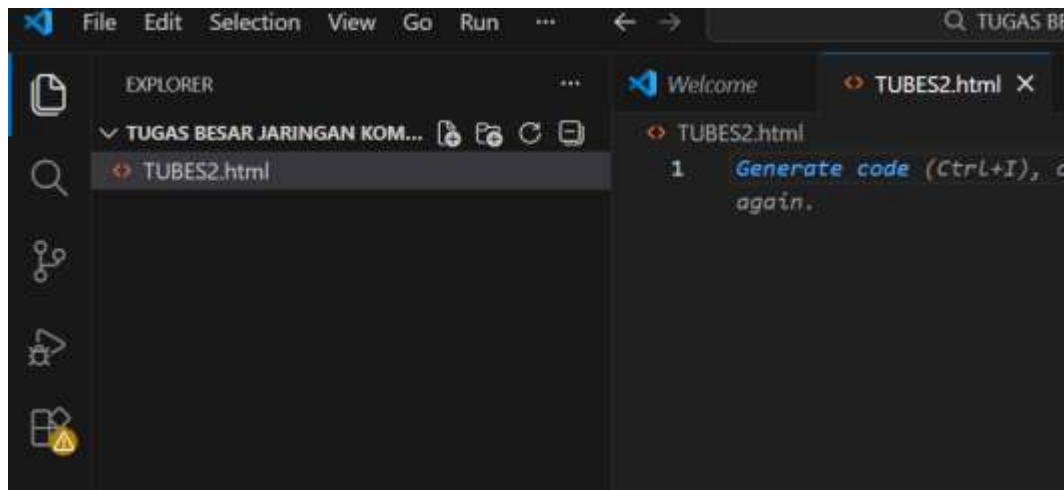 File Edit Selection View Go Run ... ← → TUGAS
EXPLORER ... Welcome TUBES2.html ×
TUGAS BESAR JARINGAN KOM... TUBES2.html
TUBES2.html 1 Generate code (Ctrl+I),
again.